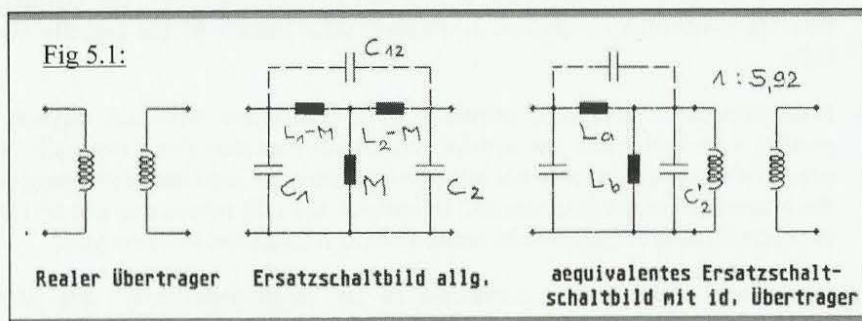 Fig 5.1:
C12
1 : 5,92
L1-M
L2-M
La
C1
M
C2
Lb
C2'
Realer Übertrager
Ersatzschaltbild allg.
aequivalentes Ersatzschalt-
schaltbild mit id. Übertrager